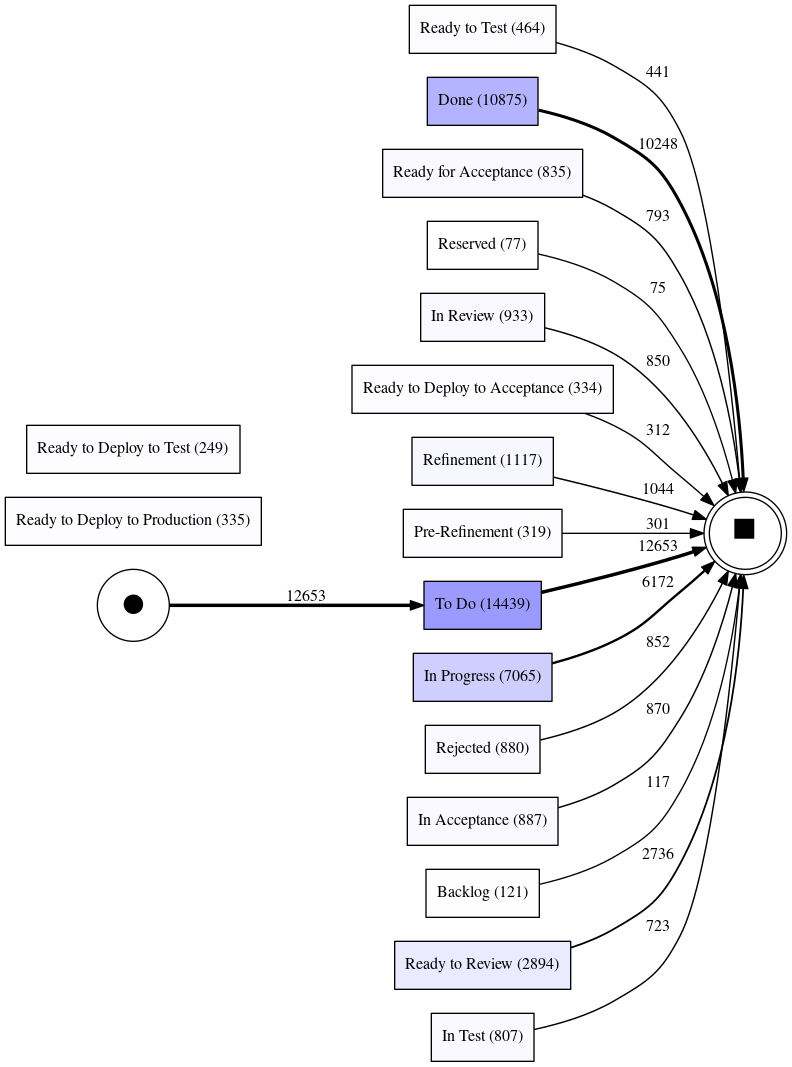 Ready to Test (464)
441
Done (10875)
10248
Ready for Acceptance (835)
793
Reserved (77)
75
In Review (933)
850
Ready to Deploy to Acceptance (334)
312
Ready to Deploy to Test (249)
Refinement (1117)
1044
Ready to Deploy to Production (335)
Pre-Refinement (319)
301
12653
12653
To Do (14439)
6172
In Progress (7065)
852
Rejected (880)
870
In Acceptance (887)
117
Backlog (121)
2736
Ready to Review (2894)
723
In Test (807)